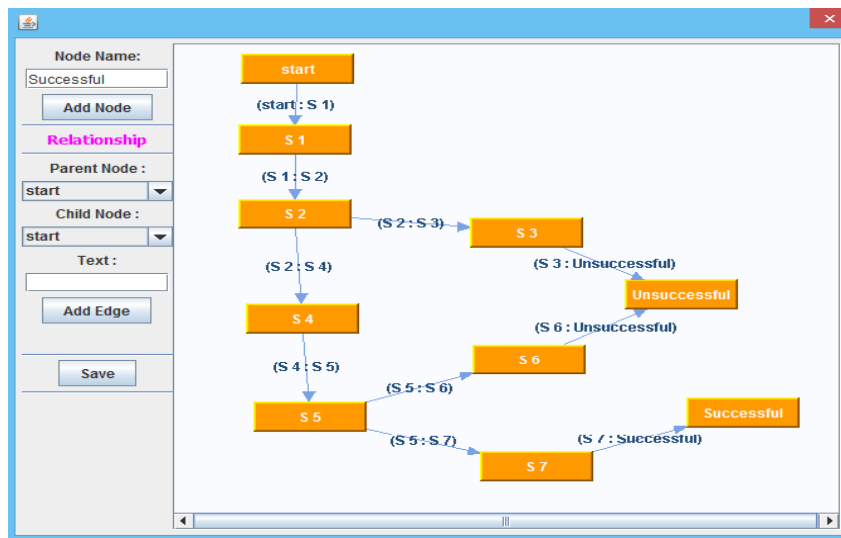 Node Name:
Successful
Add Node
Relationship
Parent Node :
start
Child Node :
start
Text :
Add Edge
Save
start
(start : S 1)
S 1
(S 1 : S 2)
S 2
(S 2 : S 3)
S 3
(S 2 : S 4)
(S 3 : Unsuccessful)
Unsuccessful
S 4
(S 6 : Unsuccessful)
S 6
(S 4 : S 5)
(S 5 : S 6)
S 5
Successful
(S 5 : S 7)
(S 7 : Successful)
S 7